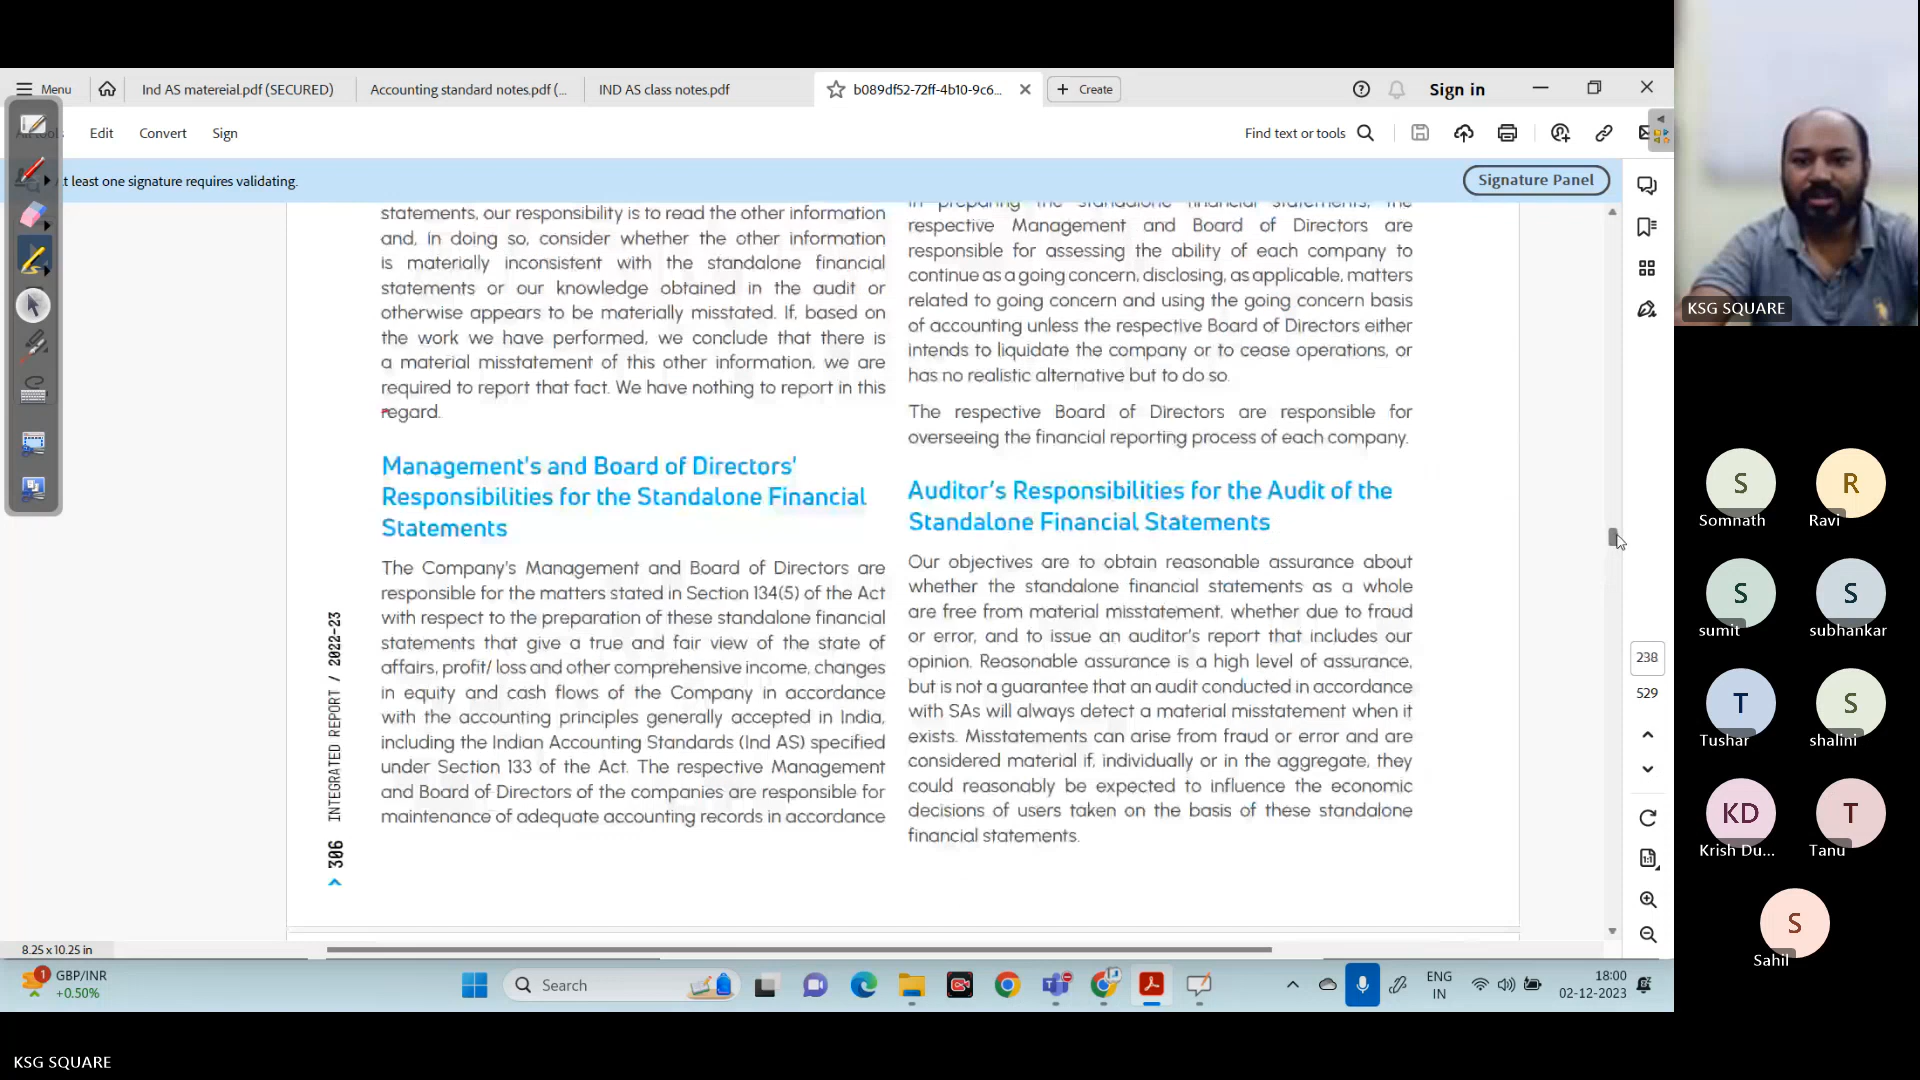 Menu
Ind AS matereial.pdf (SECURED)
Accounting standard notes.pdf (...
IND AS class notes.pdf
b089df52-72ff-4b10-9c6...
Create
Sign in
Edit
Convert
Sign
Find text or tools
t least one signature requires validating.
Signature Panel
statements, our responsibility is to read the other information
and, in doing so, consider whether the other information
is materially inconsistent with the standalone financial
statements or our knowledge obtained in the audit or
otherwise appears to be materially misstated. If, based on
the work we have performed, we conclude that there is
a material misstatement of this other information, we are
required to report that fact. We have nothing to report in this
regard.
Management's and Board of Directors'
Responsibilities for the Standalone Financial
Statements
The Company's Management and Board of Directors are
responsible for the matters stated in Section 134(5) of the Act
with respect to the preparation of these standalone financial
statements that give a true and fair view of the state of
affairs, profit/ loss and other comprehensive income, changes
in equity and cash flows of the Company in accordance
with the accounting principles generally accepted in India,
including the Indian Accounting Standards (Ind AS) specified
under Section 133 of the Act. The respective Management
and Board of Directors of the companies are responsible for
maintenance of adequate accounting records in accordance
In preparing the standalone financial statements, the
respective Management and Board of Directors are
responsible for assessing the ability of each company to
continue as a going concern, disclosing, as applicable, matters
related to going concern and using the going concern basis
of accounting unless the respective Board of Directors either
intends to liquidate the company or to cease operations, or
has no realistic alternative but to do so.
The respective Board of Directors are responsible for
overseeing the financial reporting process of each company.
Auditor's Responsibilities for the Audit of the
Standalone Financial Statements
Our objectives are to obtain reasonable assurance about
whether the standalone financial statements as a whole
are free from material misstatement, whether due to fraud
or error, and to issue an auditor's report that includes our
opinion. Reasonable assurance is a high level of assurance,
but is not a guarantee that an audit conducted in accordance
with SAs will always detect a material misstatement when it
exists. Misstatements can arise from fraud or error and are
considered material if, individually or in the aggregate, they
could reasonably be expected to influence the economic
decisions of users taken on the basis of these standalone
financial statements.
306 INTEGRATED REPORT / 2022-23
238
529
8.25 x 10.25 in
1
GBP/INR
+0.50%
Search
ENG
IN
18:00
02-12-2023
KSG SQUARE
S
Somnath
R
Ravi
S
sumit
S
subhankar
T
Tushar
S
shalini
KD
Krish Du...
T
Tanu
S
Sahil
KSG SQUARE